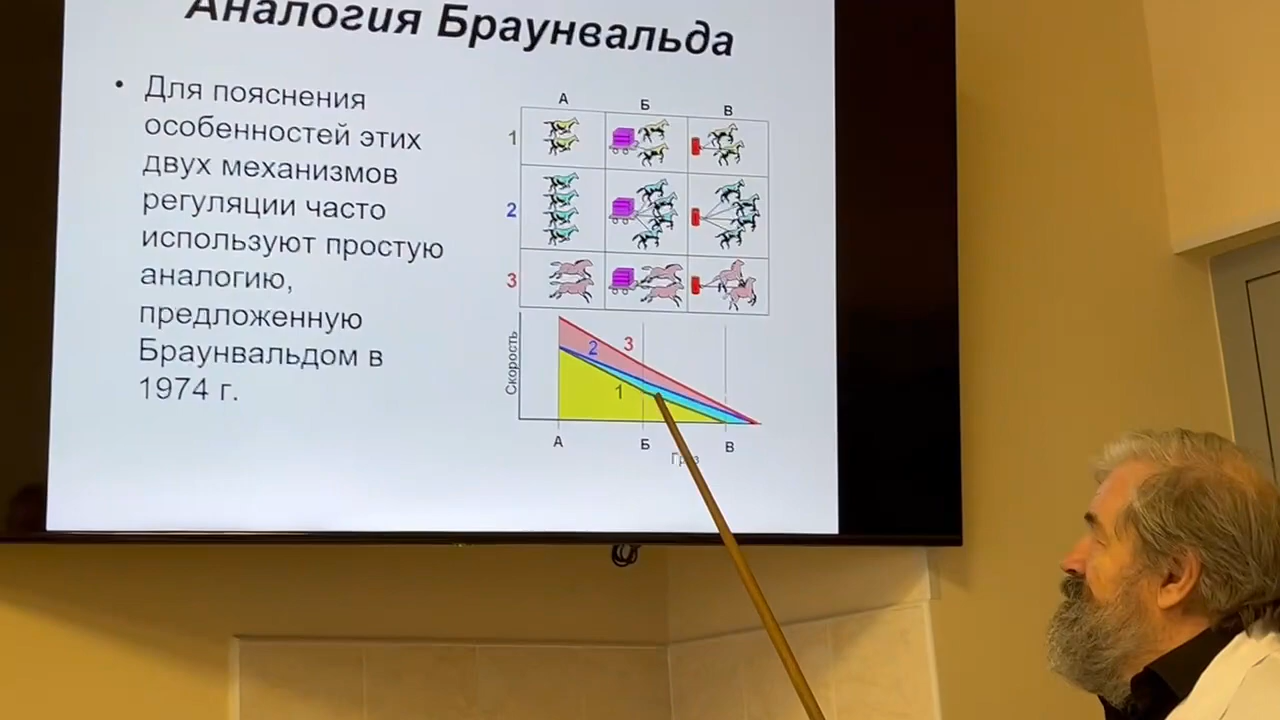 Аналогия Браунвальда
• Для пояснения
особенностей этих
двух механизмов
регуляции часто
используют простую
аналогию,
предложенную
Браунвальдом в
1974 г.
А Б В
1
2
3
Скорость
2 3
1
А Б В